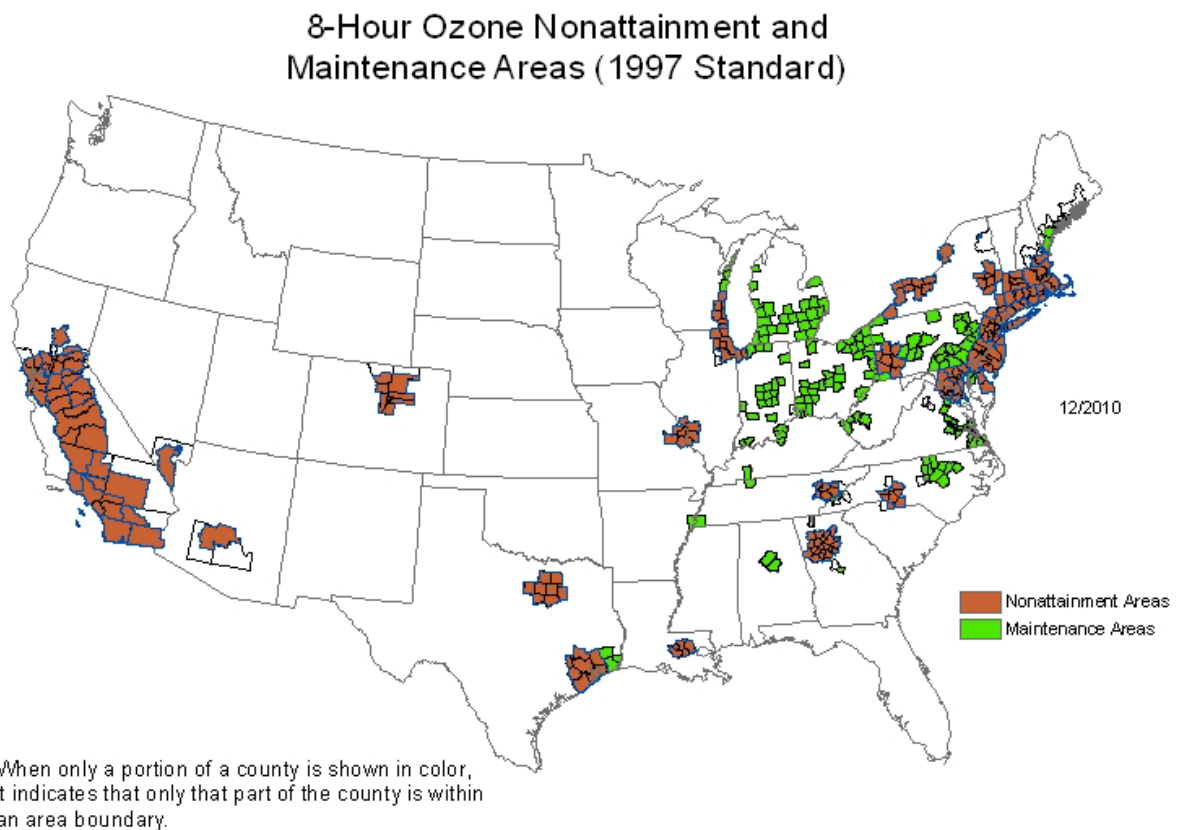 8-Hour Ozone Nonattainment and
Maintenance Areas (1997 Standard)
12/2010
Nonattainment Areas
Maintenance Areas
When only a portion of a county is shown in color,
t indicates that only that part of the county is within
an area boundary.